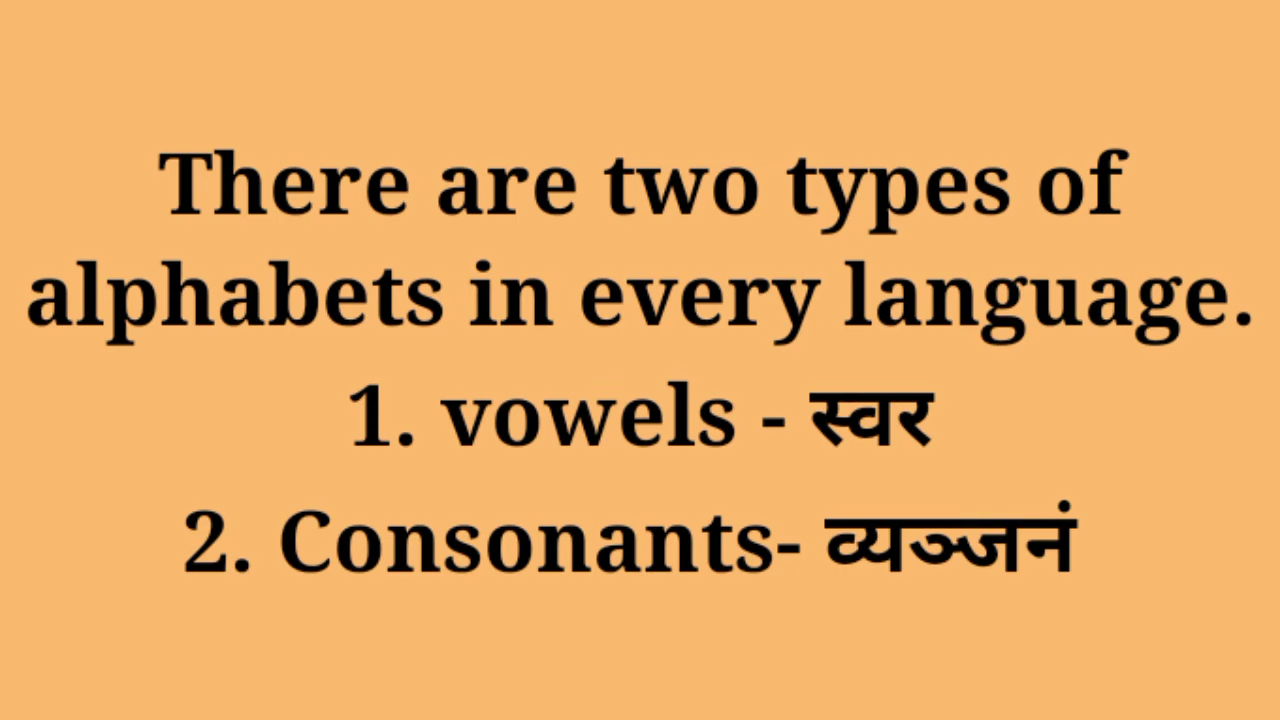 There are two types of
alphabets in every language.
1. vowels - स्वर
2. Consonants- व्यञ्जनं